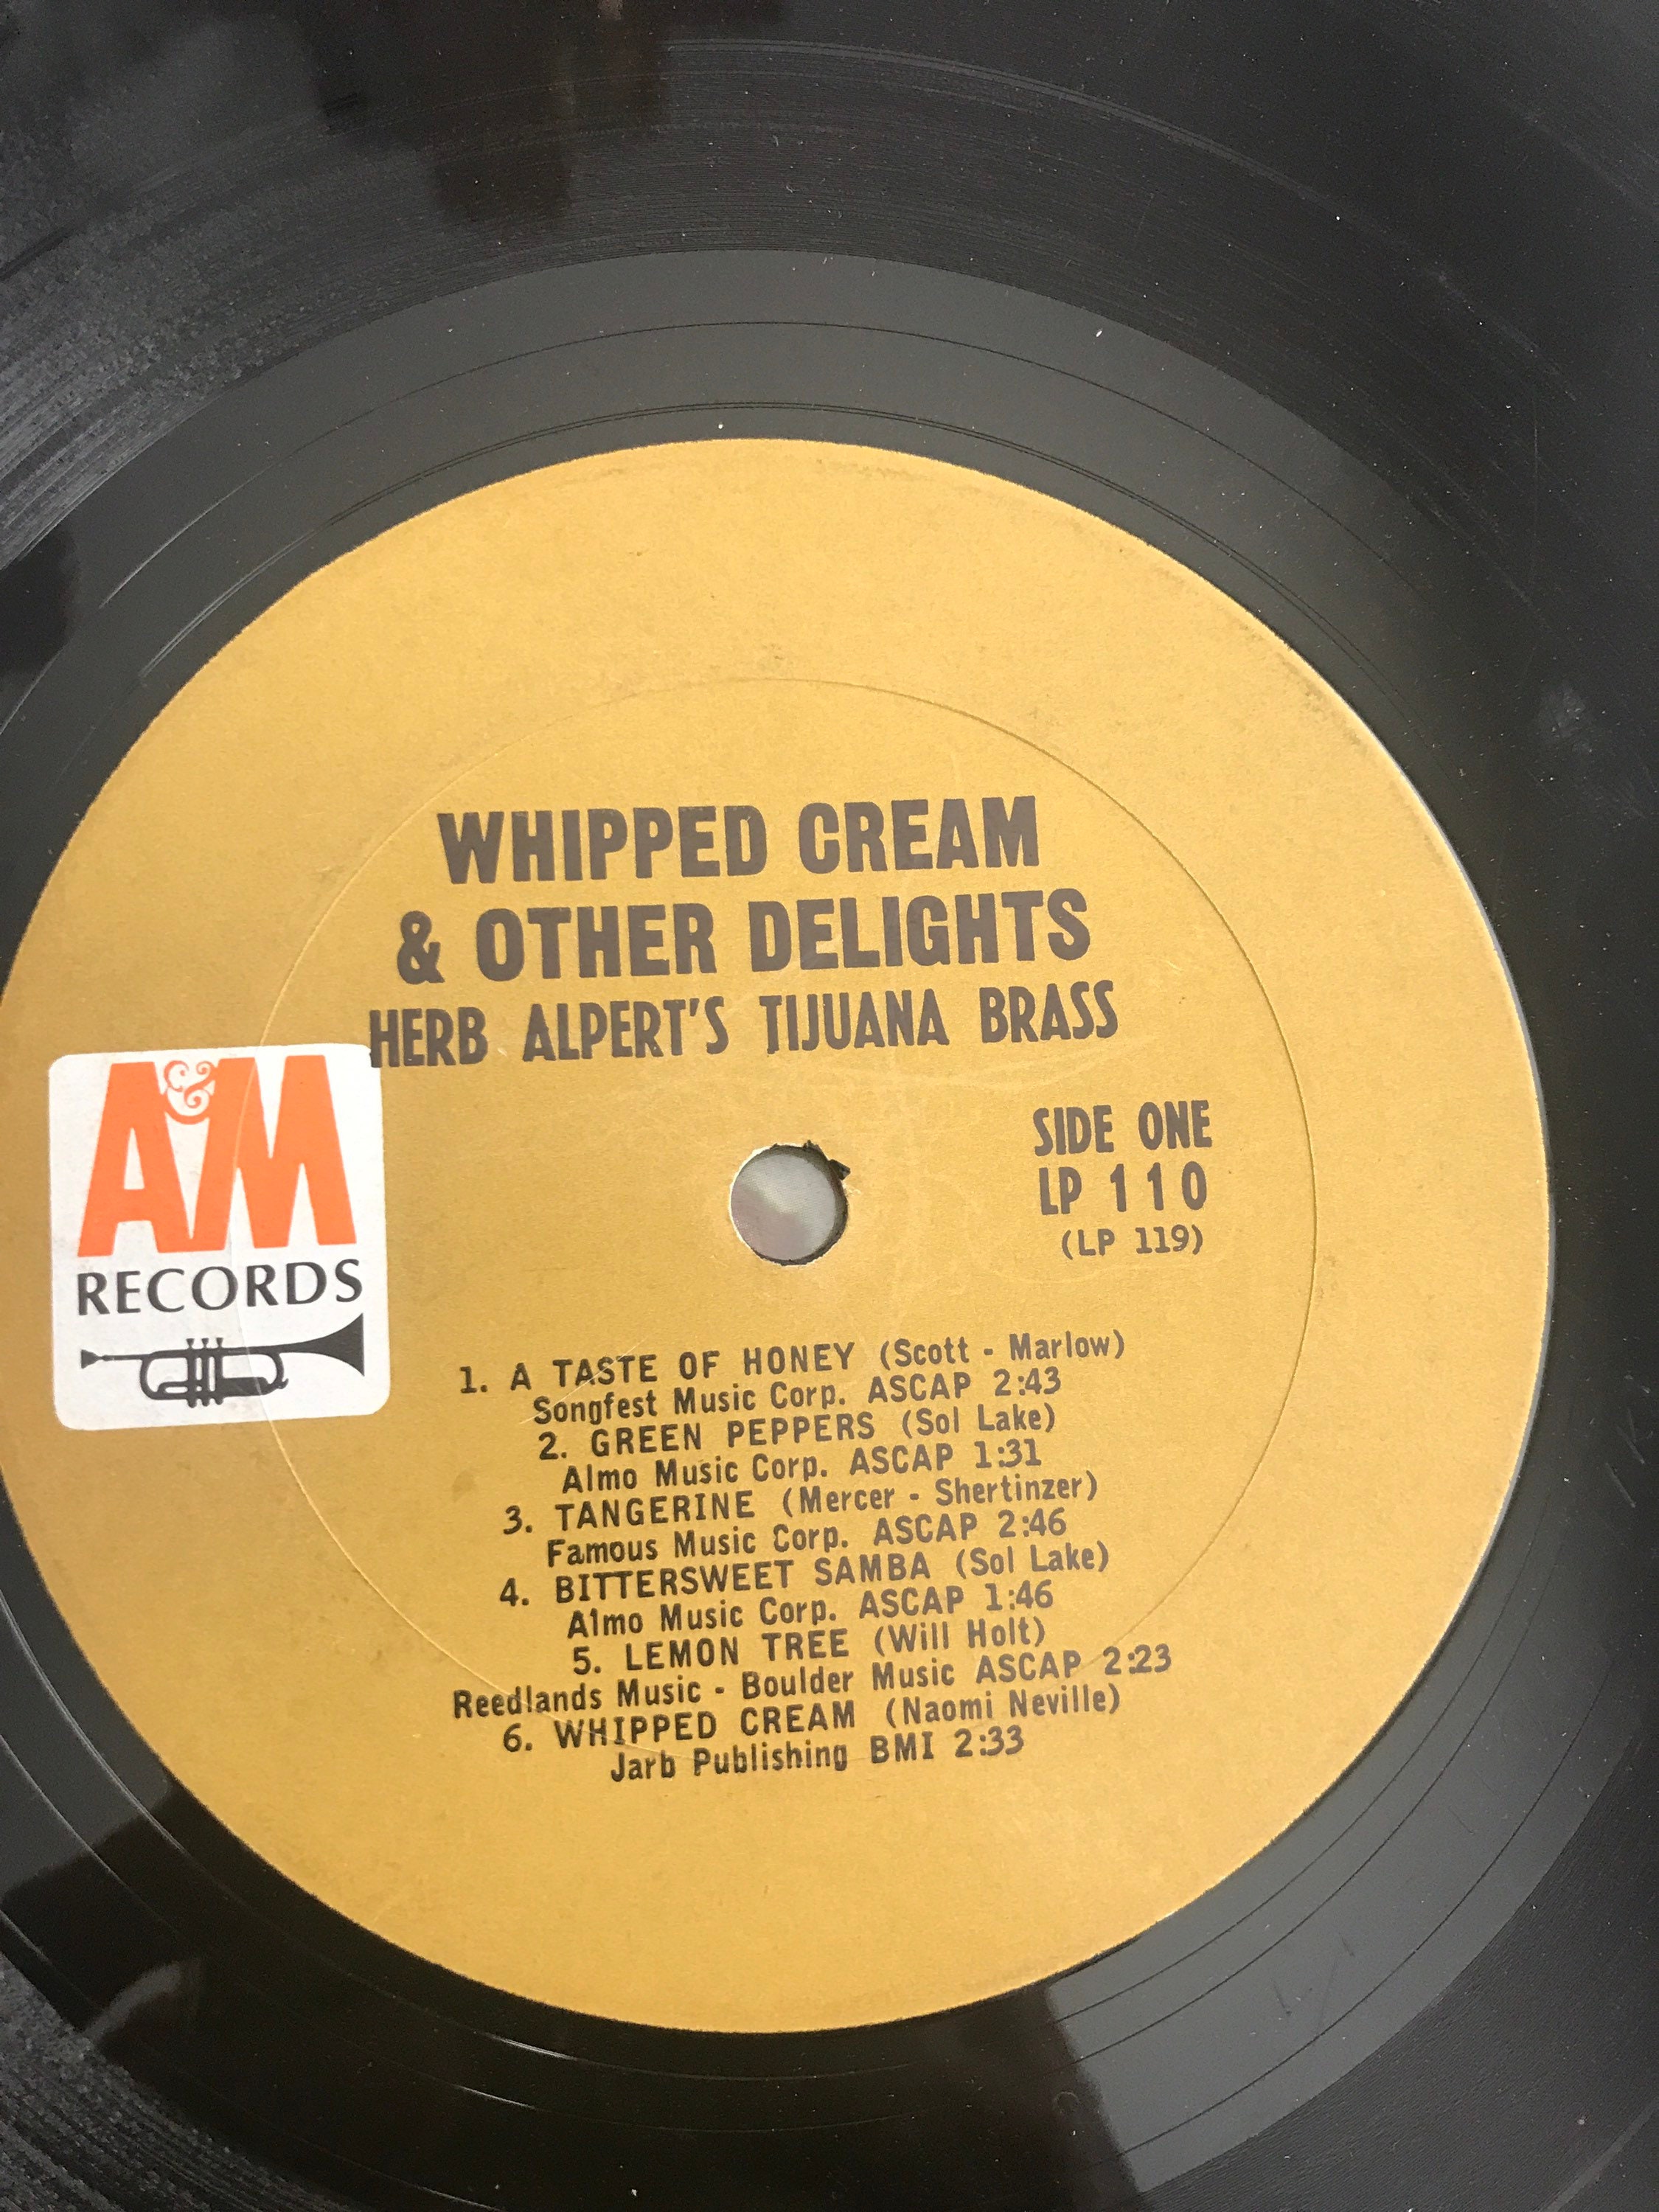 WHIPPED CREAM
& OTHER DELIGHTS
HERB ALPERT'S TIJUANA BRASS
A&M
RECORDS
SIDE ONE
LP 110
(LP 119)
1. A TASTE OF HONEY (Scott - Marlow)
Songfest Music Corp. ASCAP 2:43
2. GREEN PEPPERS (Sol Lake)
Almo Music Corp. ASCAP 1:31
3. TANGERINE (Mercer - Shertinzer)
Famous Music Corp. ASCAP 2:46
4. BITTERSWEET SAMBA (Sol Lake)
Almo Music Corp. ASCAP 1:46
5. LEMON TREE (Will Holt)
Reedlands Music - Boulder Music ASCAP 2:23
6. WHIPPED CREAM (Naomi Neville)
Jarb Publishing BMI 2:33